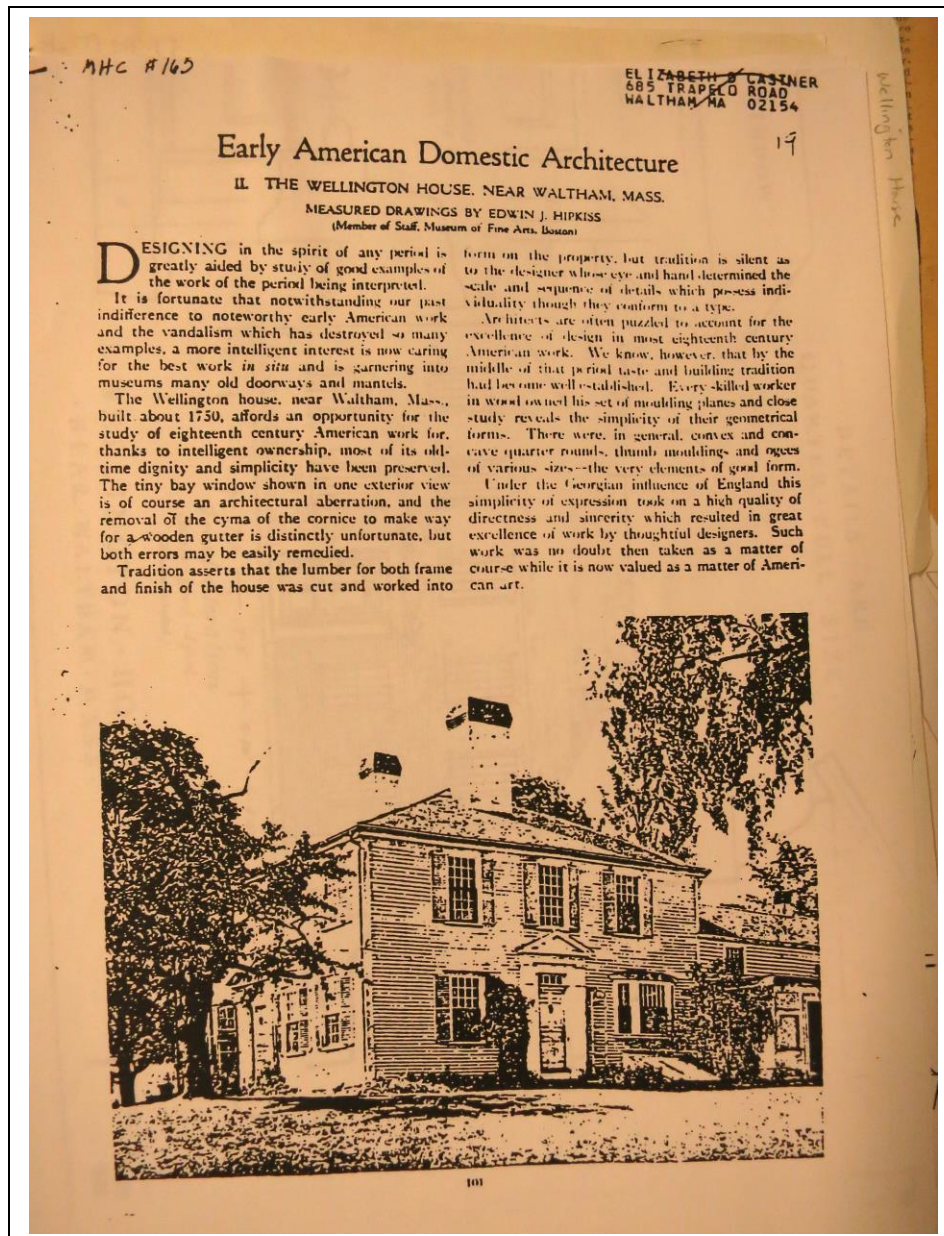 MHC #165
ELIZABETH D CASTNER
685 TRAPELO ROAD
WALTHAM MA 02154
19
Wellington House
Early American Domestic Architecture
II. THE WELLINGTON HOUSE, NEAR WALTHAM, MASS.
MEASURED DRAWINGS BY EDWIN J. HIPKISS
(Member of Staff, Museum of Fine Arts, Boston)
DESIGNING in the spirit of any period is
greatly aided by study of good examples of
the work of the period being interpreted.
It is fortunate that notwithstanding our past
indifference to noteworthy early American work
and the vandalism which has destroyed so many
examples, a more intelligent interest is now caring
for the best work in situ and is garnering into
museums many old doorways and mantels.
The Wellington house, near Waltham, Mass.,
built about 1750, affords an opportunity for the
study of eighteenth century American work for,
thanks to intelligent ownership, most of its old-
time dignity and simplicity have been preserved.
The tiny bay window shown in one exterior view
is of course an architectural aberration, and the
removal of the cyma of the cornice to make way
for a wooden gutter is distinctly unfortunate, but
both errors may be easily remedied.
Tradition asserts that the lumber for both frame
and finish of the house was cut and worked into
form on the property, but tradition is silent as
to the designer whose eye and hand determined the
scale and sequence of details which possess indi-
viduality though they conform to a type.
Architects are often puzzled to account for the
excellence of design in most eighteenth century
American work. We know, however, that by the
middle of that period taste and building tradition
had become well established. Every skilled worker
in wood owned his set of moulding planes and close
study reveals the simplicity of their geometrical
forms. There were, in general, convex and con-
cave quarter rounds, thumb mouldings and ogees
of various sizes--the very elements of good form.
Under the Georgian influence of England this
simplicity of expression took on a high quality of
directness and sincerity which resulted in great
excellence of work by thoughtful designers. Such
work was no doubt then taken as a matter of
course while it is now valued as a matter of Ameri-
can art.
101